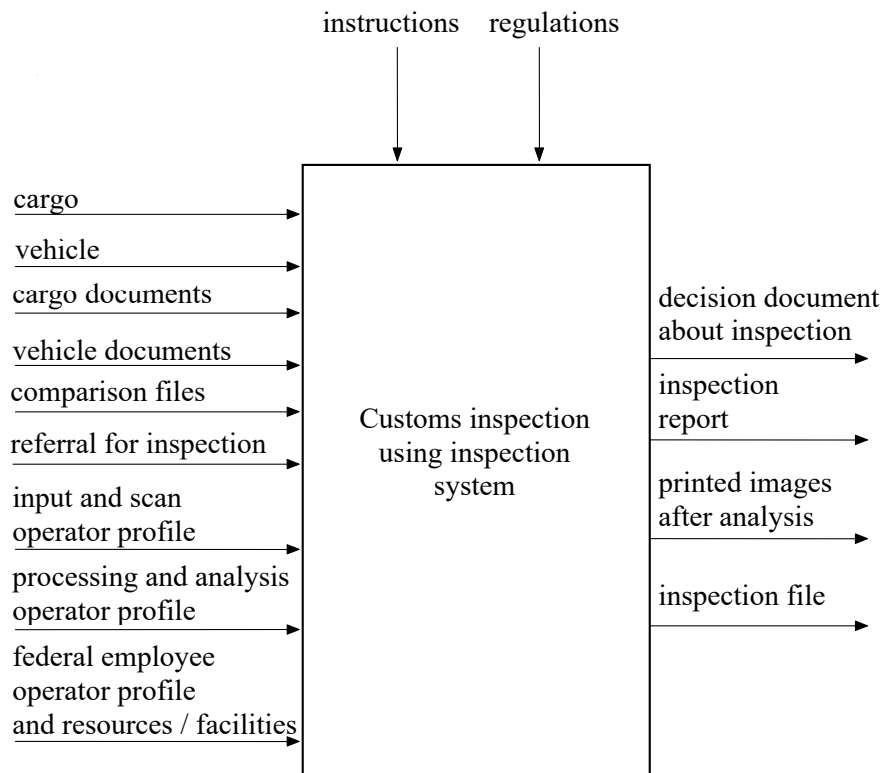 instructions regulations
cargo
vehicle
cargo documents
vehicle documents
comparison files
referral for inspection
input and scan
operator profile
processing and analysis
operator profile
federal employee
operator profile
and resources / facilities
Customs inspection
using inspection
system
decision document
about inspection
inspection
report
printed images
after analysis
inspection file